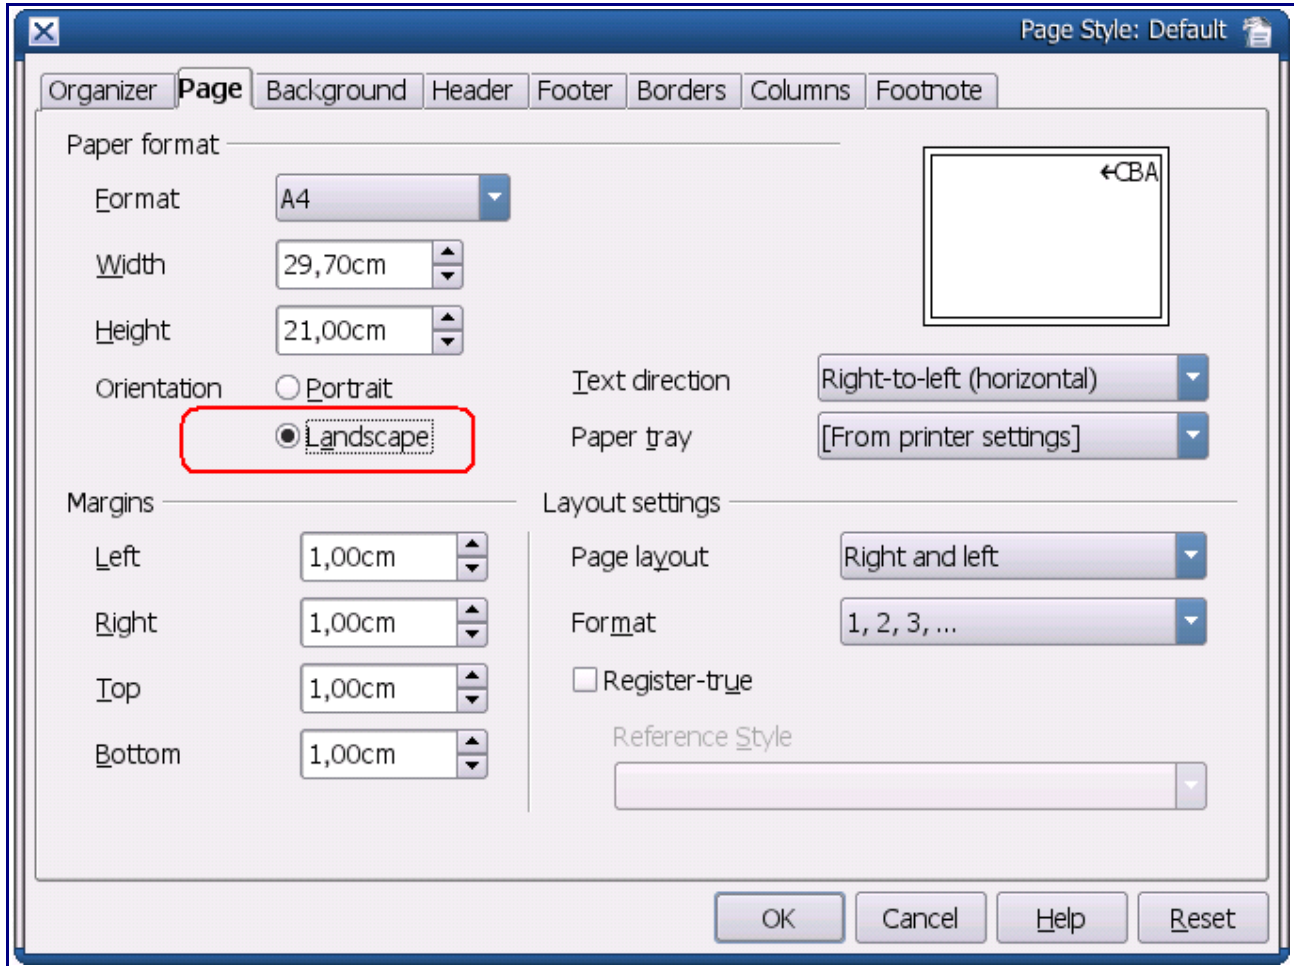 Page Style: Default
Organizer Page Background Header Footer Borders Columns Footnote
Paper format
←CBA
Format A4
Width 29,70cm
Height 21,00cm
Orientation Portrait
Landscape
Text direction Right-to-left (horizontal)
Paper tray [From printer settings]
Margins
Left 1,00cm
Right 1,00cm
Top 1,00cm
Bottom 1,00cm
Layout settings
Page layout Right and left
Format 1, 2, 3, ...
Register-true
Reference Style
OK Cancel Help Reset